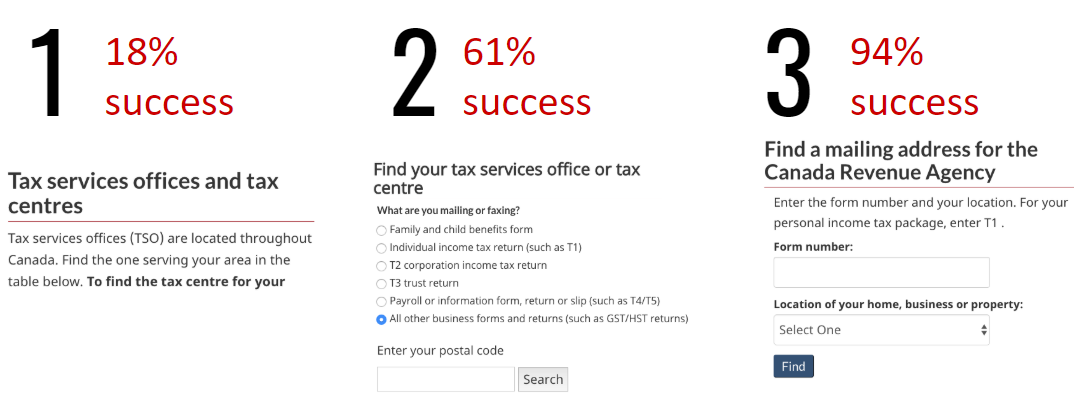 1
18%
success
Tax services offices and tax
centres
Tax services offices (TSO) are located throughout
Canada. Find the one serving your area in the
table below. To find the tax centre for your
2
61%
success
Find your tax services office or tax
centre
What are you mailing or faxing?
Family and child benefits form
Individual income tax return (such as T1)
T2 corporation income tax return
T3 trust return
Payroll or information form, return or slip (such as T4/T5)
All other business forms and returns (such as GST/HST returns)
Enter your postal code
Search
3
94%
success
Find a mailing address for the
Canada Revenue Agency
Enter the form number and your location. For your
personal income tax package, enter T1 .
Form number:
Location of your home, business or property:
Select One
Find